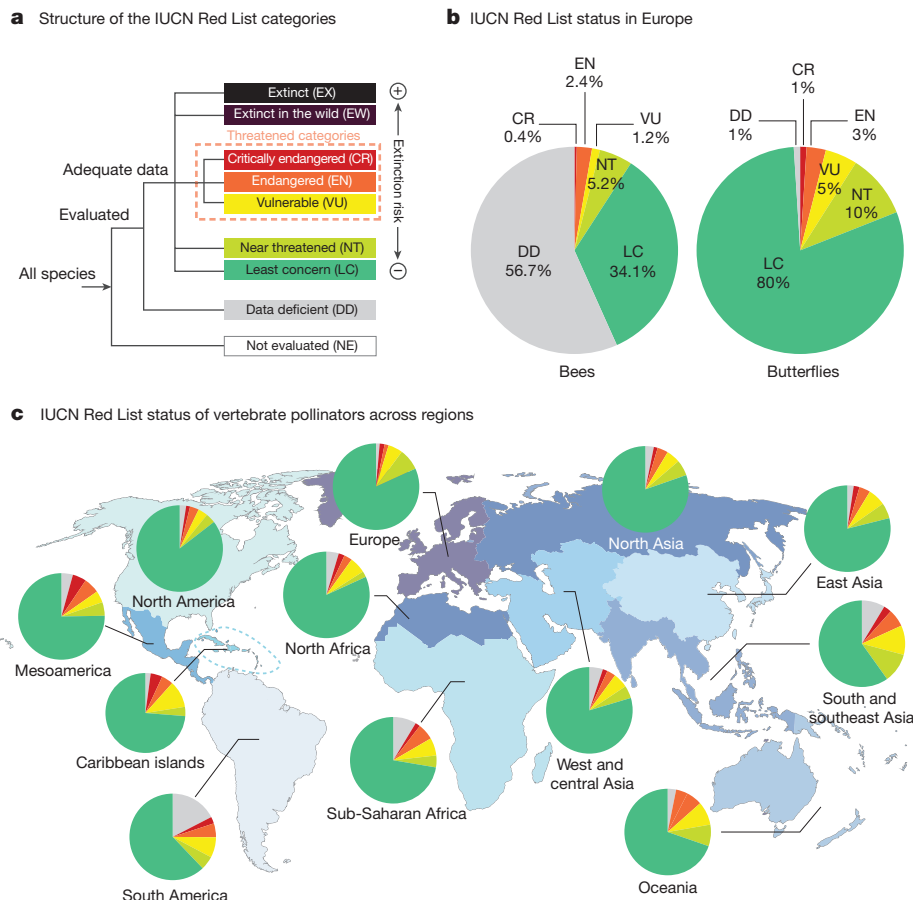 a Structure of the IUCN Red List categories
Extinct (EX)
Extinct in the wild (EW)
Threatened categories
Critically endangered (CR)
Endangered (EN)
Vulnerable (VU)
Near threatened (NT)
Least concern (LC)
Data deficient (DD)
Not evaluated (NE)
Adequate data
Evaluated
All species
+
Extinction risk
−
b IUCN Red List status in Europe
EN
2.4%
CR
0.4%
VU
1.2%
NT
5.2%
DD
56.7%
LC
34.1%
Bees
CR
1%
DD
1%
EN
3%
VU
5%
NT
10%
LC
80%
Butterflies
c IUCN Red List status of vertebrate pollinators across regions
Europe
North Asia
East Asia
North America
North Africa
Mesoamerica
South and
southeast Asia
Caribbean islands
West and
central Asia
Sub-Saharan Africa
Oceania
South America